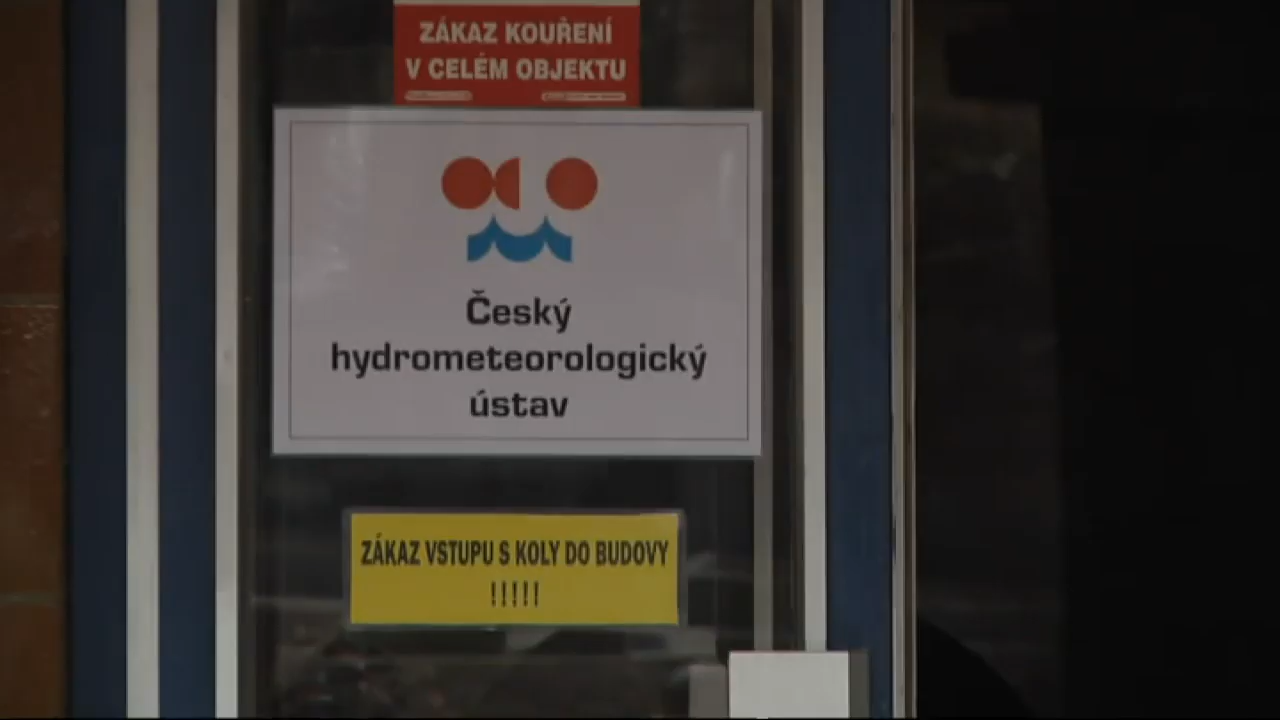 ZÁKAZ KOUŘENÍ
V CELÉM OBJEKTU
Český
hydrometeorologický
ústav
ZÁKAZ VSTUPU S KOLY DO BUDOVY
!!!!!